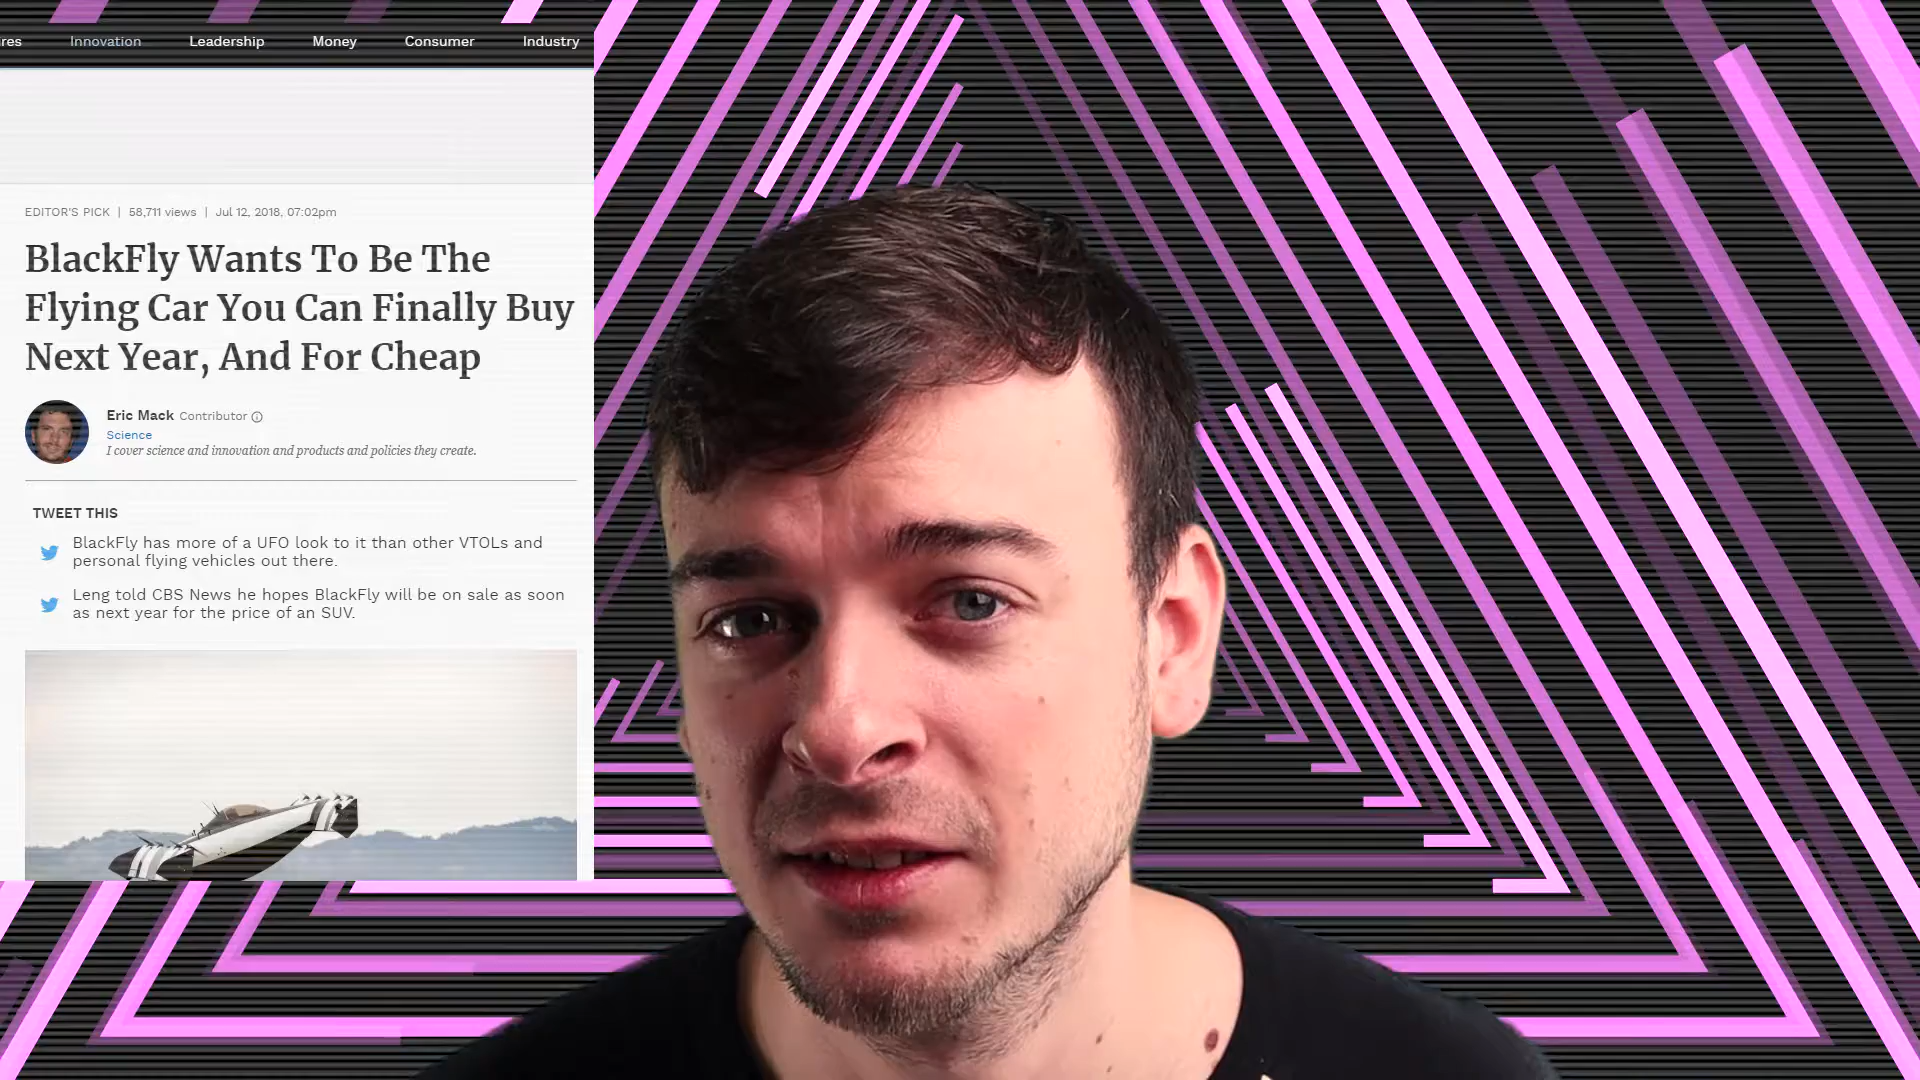 res Innovation Leadership Money Consumer Industry
EDITOR'S PICK | 58,711 views | Jul 12, 2018, 07:02pm
BlackFly Wants To Be The
Flying Car You Can Finally Buy
Next Year, And For Cheap
Eric Mack Contributor
Science
I cover science and innovation and products and policies they create.
TWEET THIS
BlackFly has more of a UFO look to it than other VTOLs and
personal flying vehicles out there.
Leng told CBS News he hopes BlackFly will be on sale as soon
as next year for the price of an SUV.